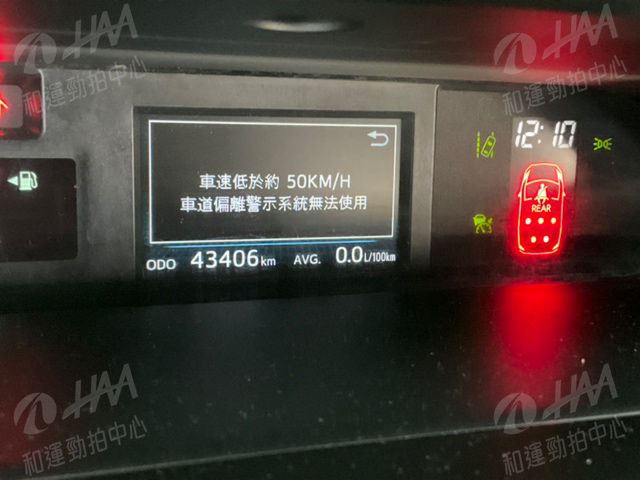 HAA
和運勁拍中心
HAA
和運勁拍中心
12:10
車速低於約 50KM/H
車道偏離警示系統無法使用
REAR
ODO 43406 km AVG. 0.0 L/100km
HAA
和運勁拍中心
HAA
和運勁拍中心